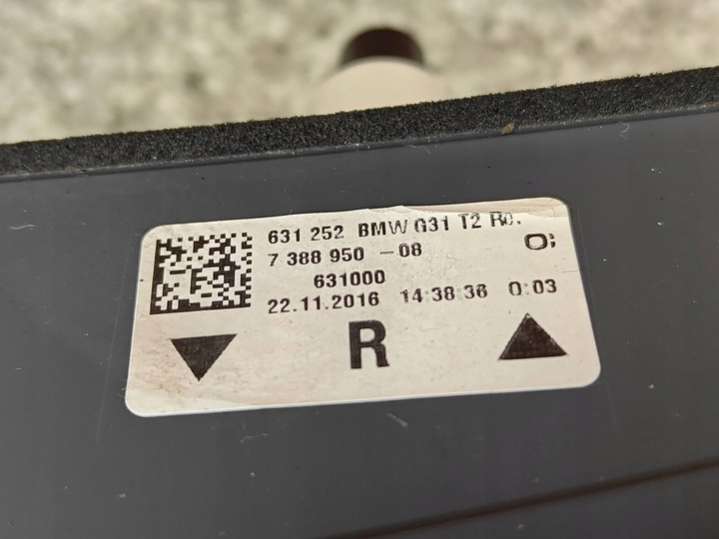 631 252 BMW G31 T2 Re.
7 388 950 -08
O;
631000
22.11.2016 14:38:36 0:03
R